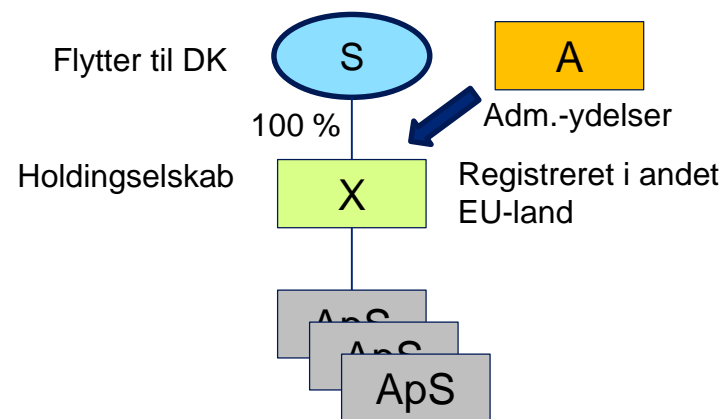 Flytter til DK
S
A
100 %
Adm.-ydelser
Holdingselskab
X
Registreret i andet
EU-land
ApS
ApS
ApS